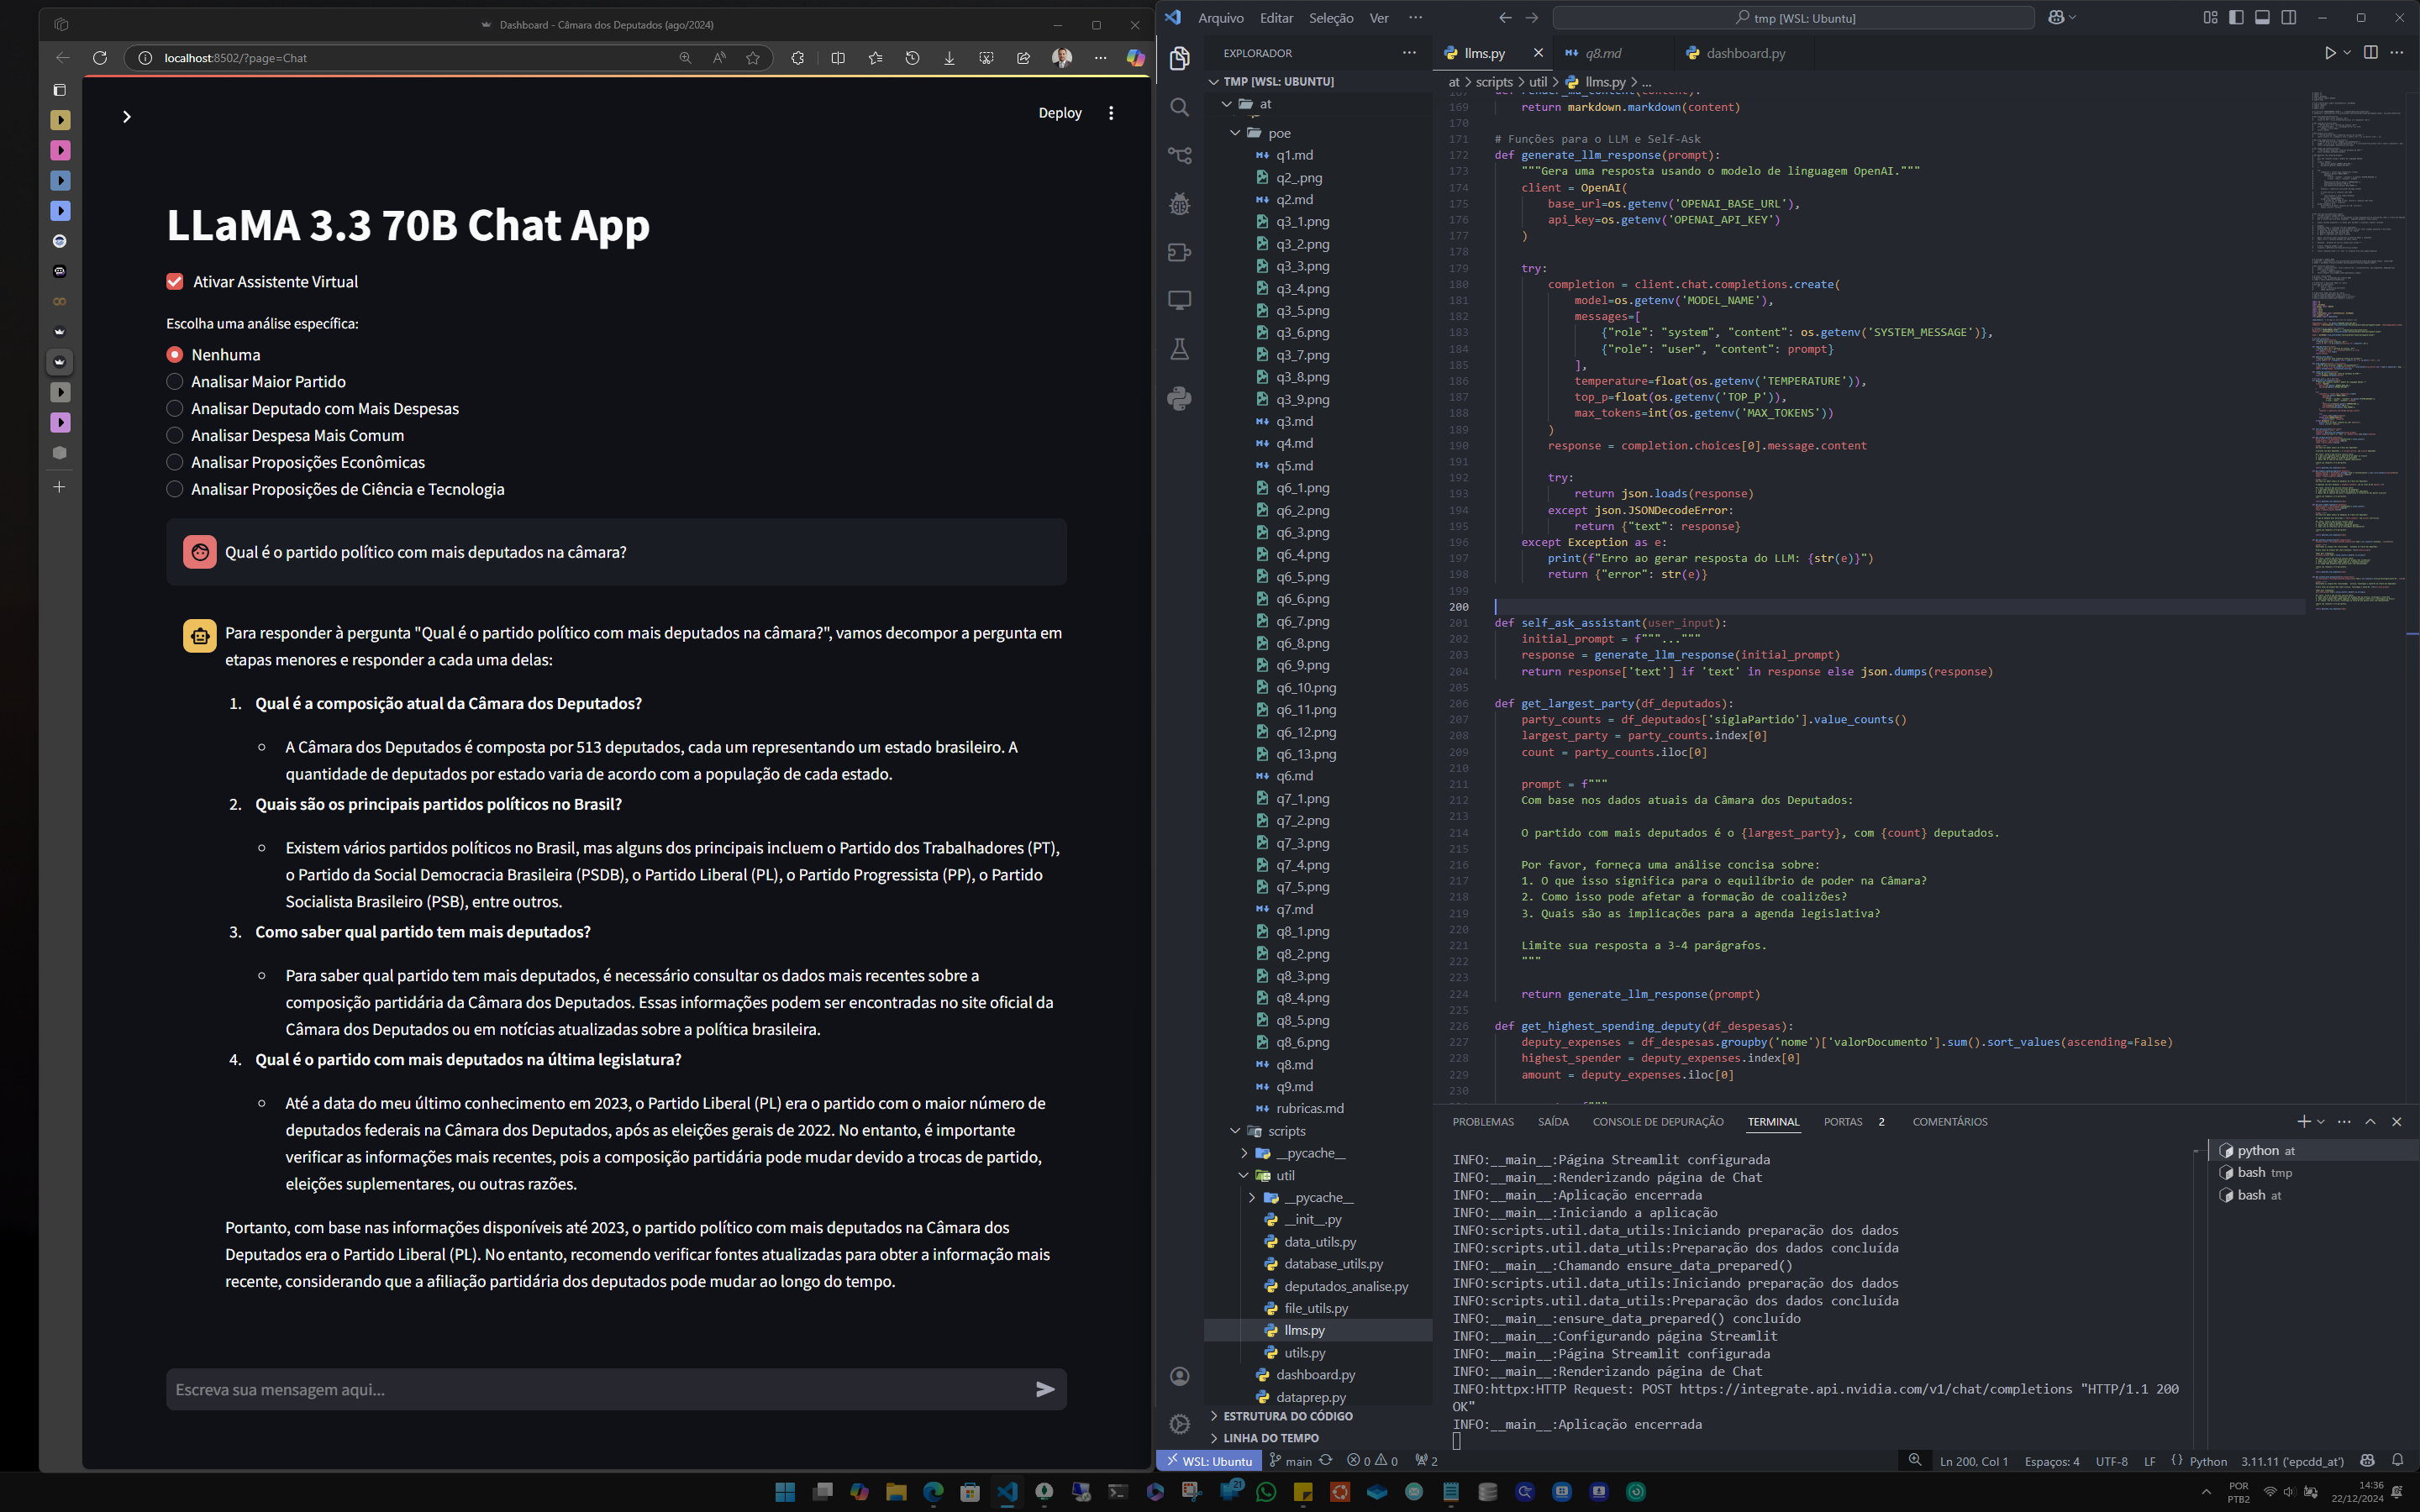 Dashboard - Câmara dos Deputados (ago/2024)
localhost:8502/?page=Chat
Deploy
LLaMA 3.3 70B Chat App
Ativar Assistente Virtual
Escolha uma análise específica:
Nenhuma
Analisar Maior Partido
Analisar Deputado com Mais Despesas
Analisar Despesa Mais Comum
Analisar Proposições Econômicas
Analisar Proposições de Ciência e Tecnologia
Qual é o partido político com mais deputados na câmara?
Para responder à pergunta "Qual é o partido político com mais deputados na câmara?", vamos decompor a pergunta em
etapas menores e responder a cada uma delas:
1. Qual é a composição atual da Câmara dos Deputados?
A Câmara dos Deputados é composta por 513 deputados, cada um representando um estado brasileiro. A
quantidade de deputados por estado varia de acordo com a população de cada estado.
2. Quais são os principais partidos políticos no Brasil?
Existem vários partidos políticos no Brasil, mas alguns dos principais incluem o Partido dos Trabalhadores (PT),
o Partido da Social Democracia Brasileira (PSDB), o Partido Liberal (PL), o Partido Progressista (PP), o Partido
Socialista Brasileiro (PSB), entre outros.
3. Como saber qual partido tem mais deputados?
Para saber qual partido tem mais deputados, é necessário consultar os dados mais recentes sobre a
composição partidária da Câmara dos Deputados. Essas informações podem ser encontradas no site oficial da
Câmara dos Deputados ou em notícias atualizadas sobre a política brasileira.
4. Qual é o partido com mais deputados na última legislatura?
Até a data do meu último conhecimento em 2023, o Partido Liberal (PL) era o partido com o maior número de
deputados federais na Câmara dos Deputados, após as eleições gerais de 2022. No entanto, é importante
verificar as informações mais recentes, pois a composição partidária pode mudar devido a trocas de partido,
eleições suplementares, ou outras razões.
Portanto, com base nas informações disponíveis até 2023, o partido político com mais deputados na Câmara dos
Deputados era o Partido Liberal (PL). No entanto, recomendo verificar fontes atualizadas para obter a informação mais
recente, considerando que a afiliação partidária dos deputados pode mudar ao longo do tempo.
Escreva sua mensagem aqui...
Arquivo Editar Seleção Ver ··· tmp [WSL: Ubuntu]
EXPLORADOR
TMP [WSL: UBUNTU]
at
poe
q1.md
q2_.png
q2.md
q3_1.png
q3_2.png
q3_3.png
q3_4.png
q3_5.png
q3_6.png
q3_7.png
q3_8.png
q3_9.png
q3.md
q4.md
q5.md
q6_1.png
q6_2.png
q6_3.png
q6_4.png
q6_5.png
q6_6.png
q6_7.png
q6_8.png
q6_9.png
q6_10.png
q6_11.png
q6_12.png
q6_13.png
q6.md
q7_1.png
q7_2.png
q7_3.png
q7_4.png
q7_5.png
q7.md
q8_1.png
q8_2.png
q8_3.png
q8_4.png
q8_5.png
q8_6.png
q8.md
q9.md
rubricas.md
scripts
__pycache__
util
__pycache__
__init__.py
data_utils.py
database_utils.py
deputados_analise.py
file_utils.py
llms.py
utils.py
dashboard.py
dataprep.py
ESTRUTURA DO CÓDIGO
LINHA DO TEMPO
llms.py q8.md dashboard.py
at > scripts > util > llms.py > ...
169 return markdown.markdown(content)
170
171 # Funções para o LLM e Self-Ask
172 def generate_llm_response(prompt):
173 """Gera uma resposta usando o modelo de linguagem OpenAI."""
174 client = OpenAI(
175 base_url=os.getenv('OPENAI_BASE_URL'),
176 api_key=os.getenv('OPENAI_API_KEY')
177 )
178
179 try:
180 completion = client.chat.completions.create(
181 model=os.getenv('MODEL_NAME'),
182 messages=[
183 {"role": "system", "content": os.getenv('SYSTEM_MESSAGE')},
184 {"role": "user", "content": prompt}
185 ],
186 temperature=float(os.getenv('TEMPERATURE')),
187 top_p=float(os.getenv('TOP_P')),
188 max_tokens=int(os.getenv('MAX_TOKENS'))
189 )
190 response = completion.choices[0].message.content
191
192 try:
193 return json.loads(response)
194 except json.JSONDecodeError:
195 return {"text": response}
196 except Exception as e:
197 print(f"Erro ao gerar resposta do LLM: {str(e)}")
198 return {"error": str(e)}
199
200
201 def self_ask_assistant(user_input):
202 initial_prompt = f"""..."""
203 response = generate_llm_response(initial_prompt)
204 return response['text'] if 'text' in response else json.dumps(response)
205
206 def get_largest_party(df_deputados):
207 party_counts = df_deputados['siglaPartido'].value_counts()
208 largest_party = party_counts.index[0]
209 count = party_counts.iloc[0]
210
211 prompt = f"""
212 Com base nos dados atuais da Câmara dos Deputados:
213
214 O partido com mais deputados é o {largest_party}, com {count} deputados.
215
216 Por favor, forneça uma análise concisa sobre:
217 1. O que isso significa para o equilíbrio de poder na Câmara?
218 2. Como isso pode afetar a formação de coalizões?
219 3. Quais são as implicações para a agenda legislativa?
220
221 Limite sua resposta a 3-4 parágrafos.
222 """
223
224 return generate_llm_response(prompt)
225
226 def get_highest_spending_deputy(df_despesas):
227 deputy_expenses = df_despesas.groupby('nome')['valorDocumento'].sum().sort_values(ascending=False)
228 highest_spender = deputy_expenses.index[0]
229 amount = deputy_expenses.iloc[0]
230
PROBLEMAS SAÍDA CONSOLE DE DEPURAÇÃO TERMINAL PORTAS 2 COMENTÁRIOS
INFO:__main__:Página Streamlit configurada
INFO:__main__:Renderizando página de Chat
INFO:__main__:Aplicação encerrada
INFO:__main__:Iniciando a aplicação
INFO:scripts.util.data_utils:Iniciando preparação dos dados
INFO:scripts.util.data_utils:Preparação dos dados concluída
INFO:__main__:Chamando ensure_data_prepared()
INFO:scripts.util.data_utils:Iniciando preparação dos dados
INFO:scripts.util.data_utils:Preparação dos dados concluída
INFO:__main__:ensure_data_prepared() concluído
INFO:__main__:Configurando página Streamlit
INFO:__main__:Página Streamlit configurada
INFO:__main__:Renderizando página de Chat
INFO:httpx:HTTP Request: POST https://integrate.api.nvidia.com/v1/chat/completions "HTTP/1.1 200
OK"
INFO:__main__:Aplicação encerrada
python at
bash tmp
bash at
WSL: Ubuntu main 0 0 2 Ln 200, Col 1 Espaços: 4 UTF-8 LF Python 3.11.11 ('epcdd_at')
21
POR
PTB2
14:36
22/12/2024